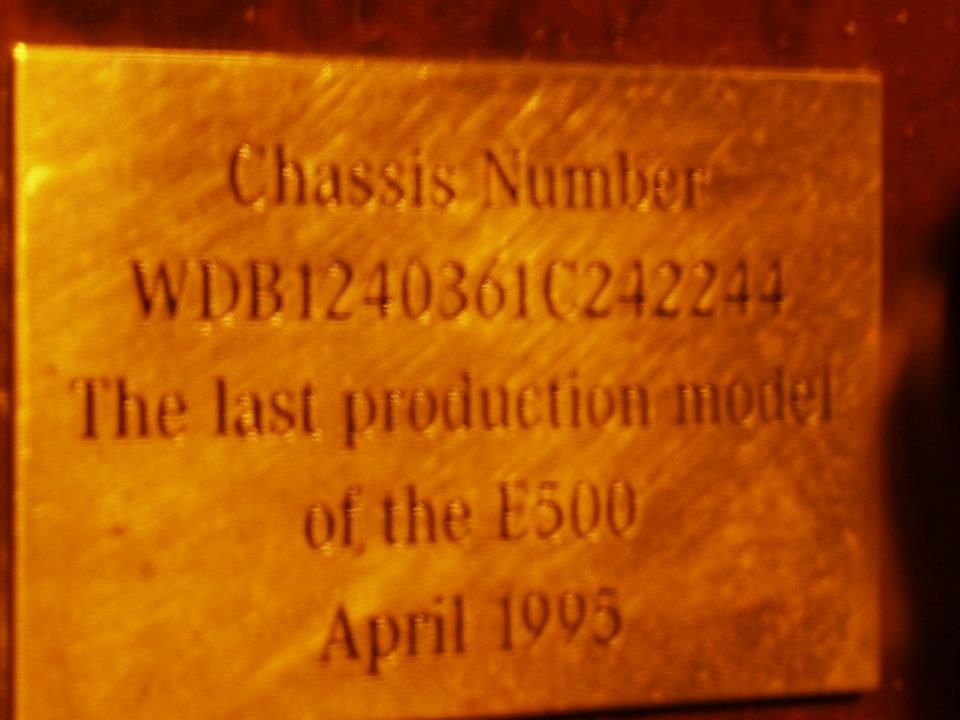 Chassis Number
WDB1240361C242244
The last production model
of the E500
April 1995